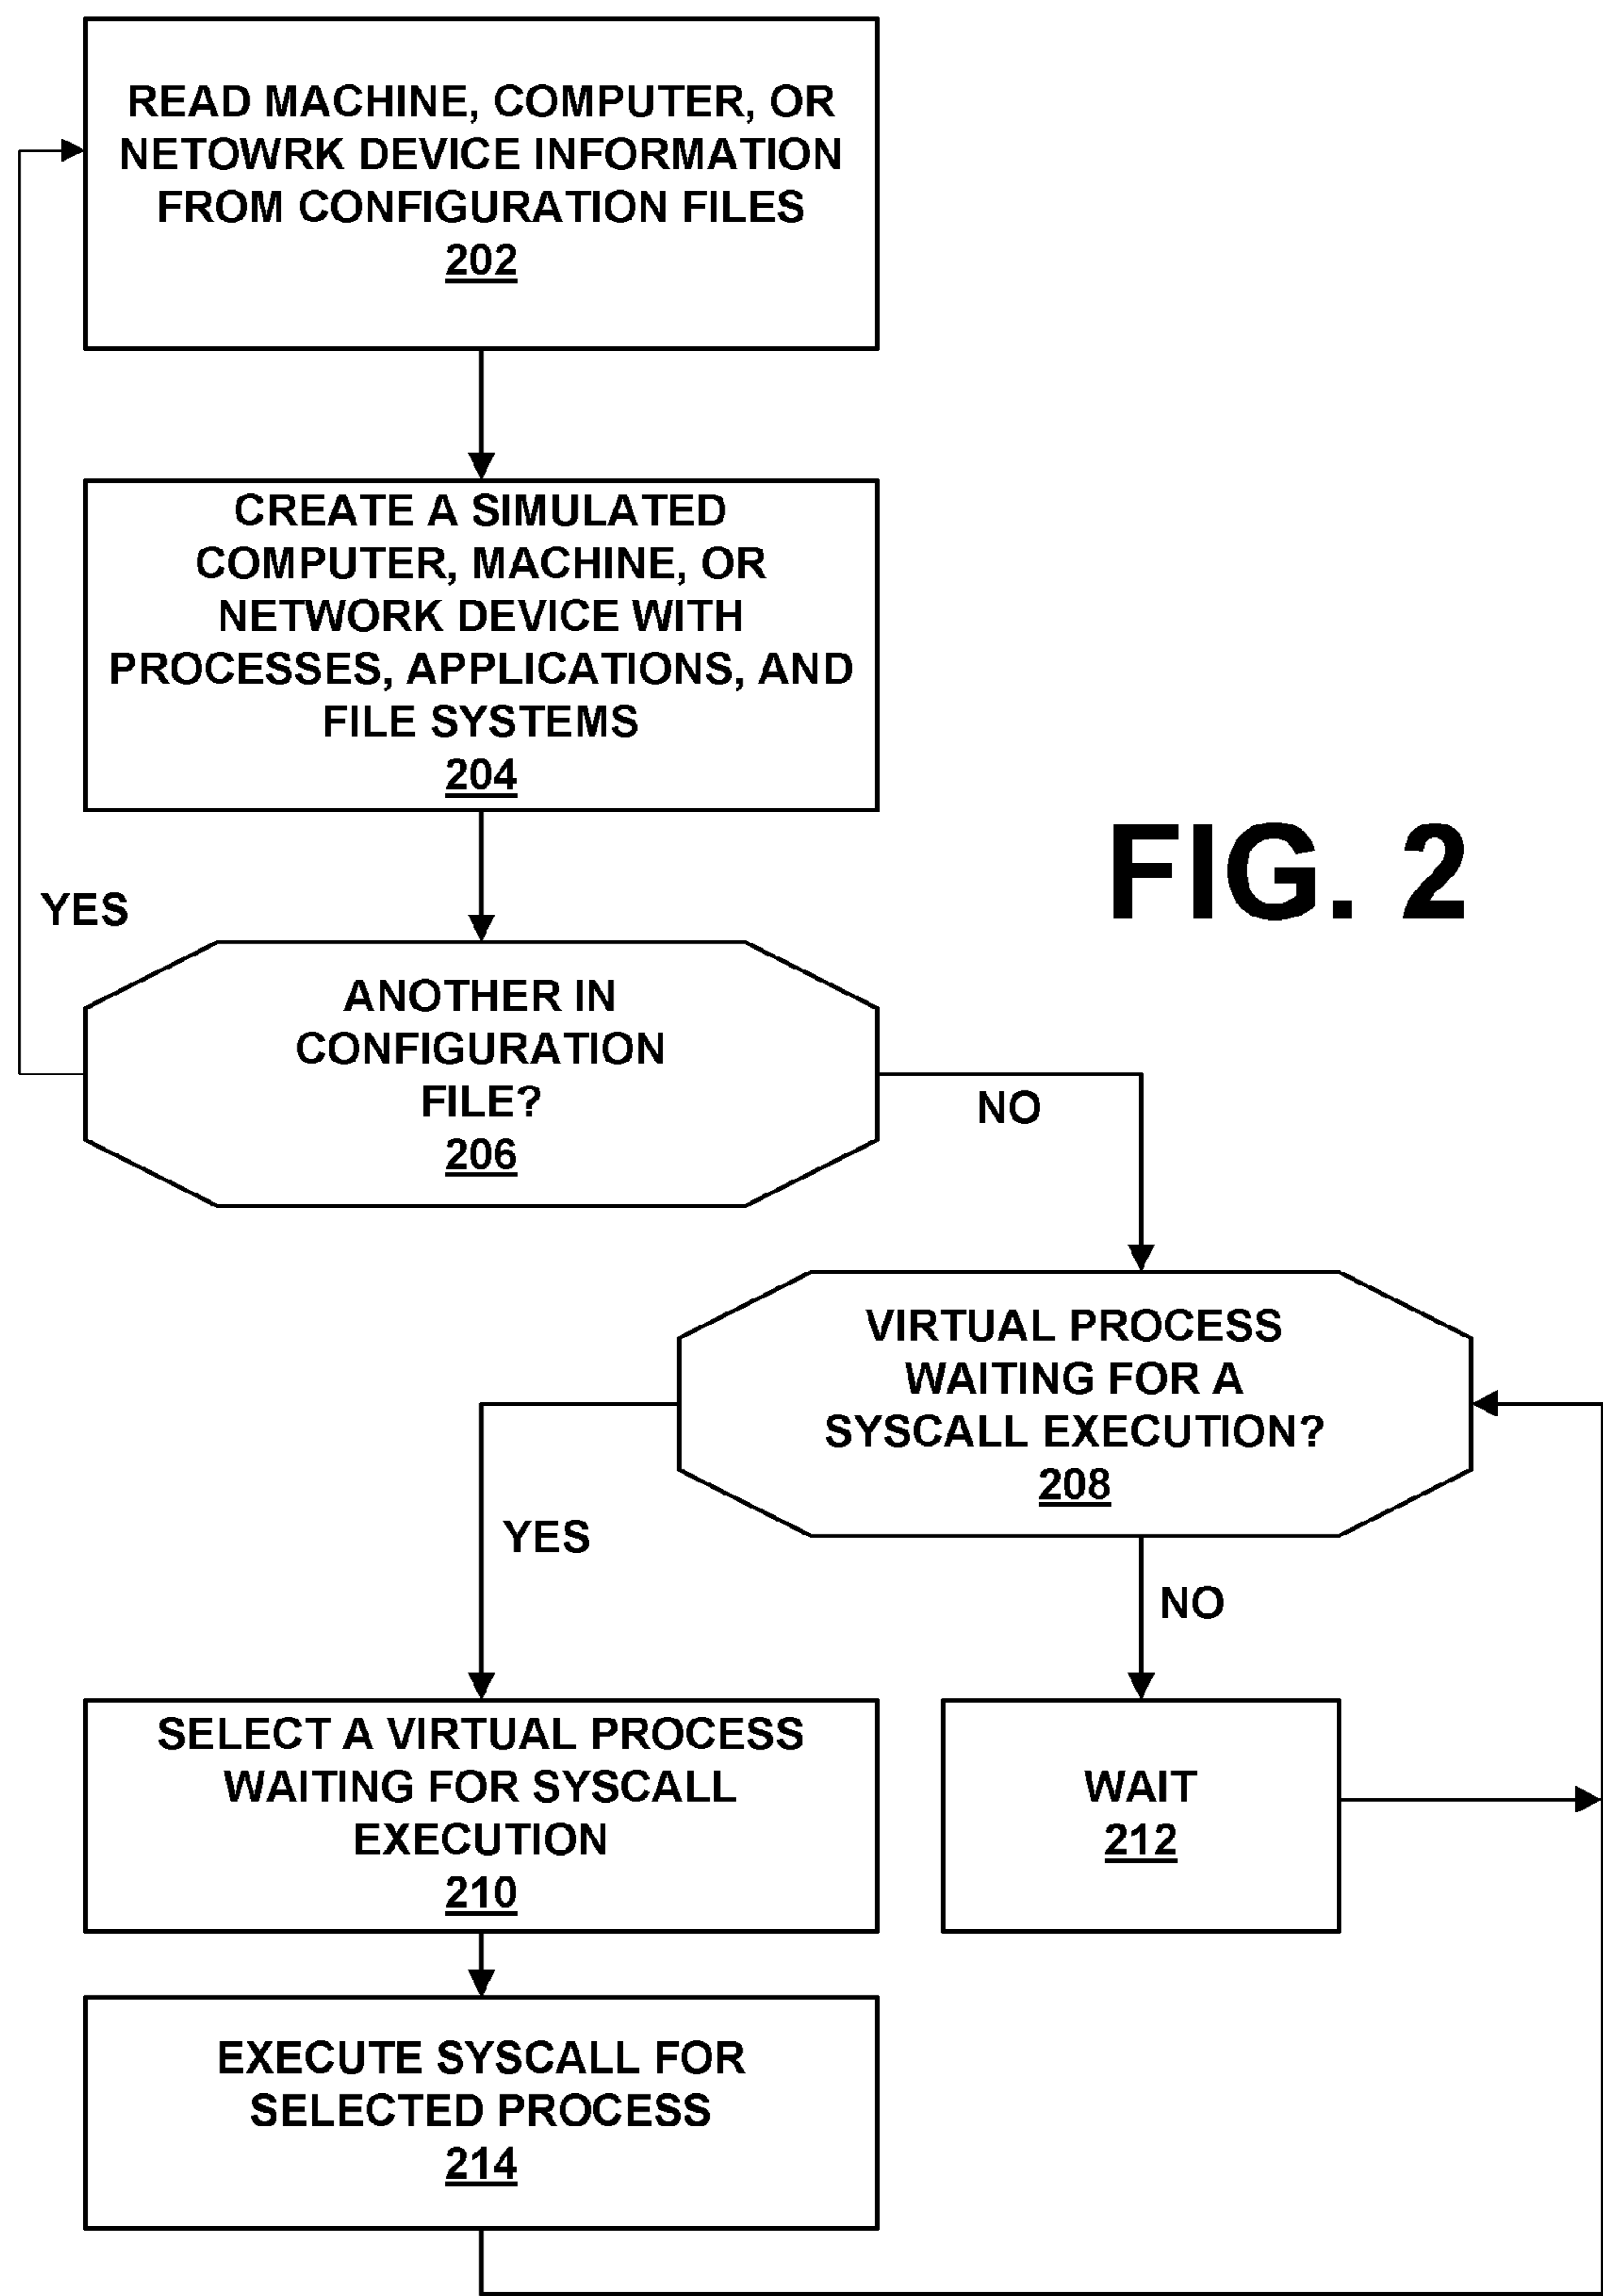 READ MACHINE, COMPUTER, OR
NETOWRK DEVICE INFORMATION
FROM CONFIGURATION FILES
202
CREATE A SIMULATED
COMPUTER, MACHINE, OR
NETWORK DEVICE WITH
PROCESSES, APPLICATIONS, AND
FILE SYSTEMS
204
FIG. 2
YES
ANOTHER IN
CONFIGURATION
FILE?
206
NO
VIRTUAL PROCESS
WAITING FOR A
SYSCALL EXECUTION?
208
YES
NO
SELECT A VIRTUAL PROCESS
WAITING FOR SYSCALL
EXECUTION
210
WAIT
212
EXECUTE SYSCALL FOR
SELECTED PROCESS
214